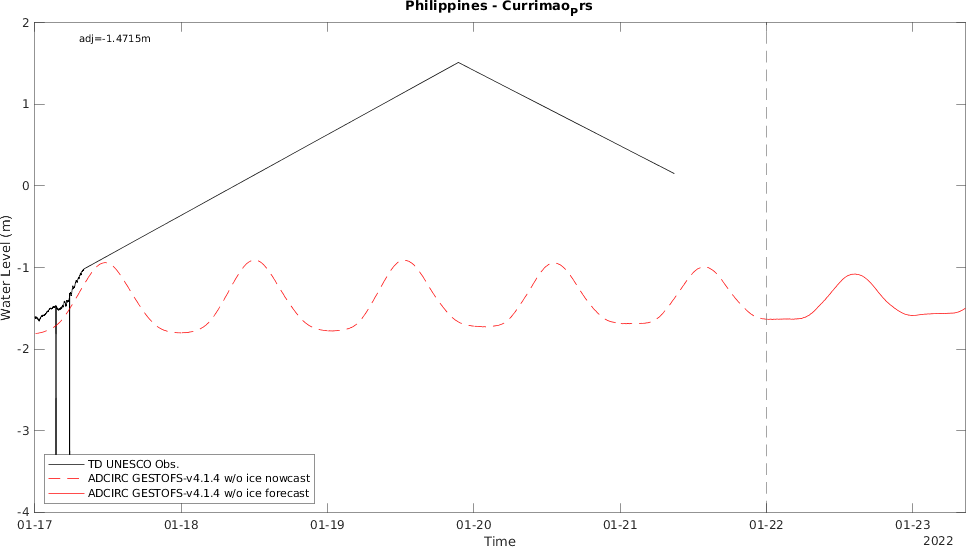 Philippines - Currimaoprs
adj=-1.4715m
2
1
0
-1
-2
-3
-4
Water Level (m)
TD UNESCO Obs.
ADCIRC GESTOFS-v4.1.4 w/o ice nowcast
ADCIRC GESTOFS-v4.1.4 w/o ice forecast
01-17 01-18 01-19 01-20 01-21 01-22 01-23
Time
2022